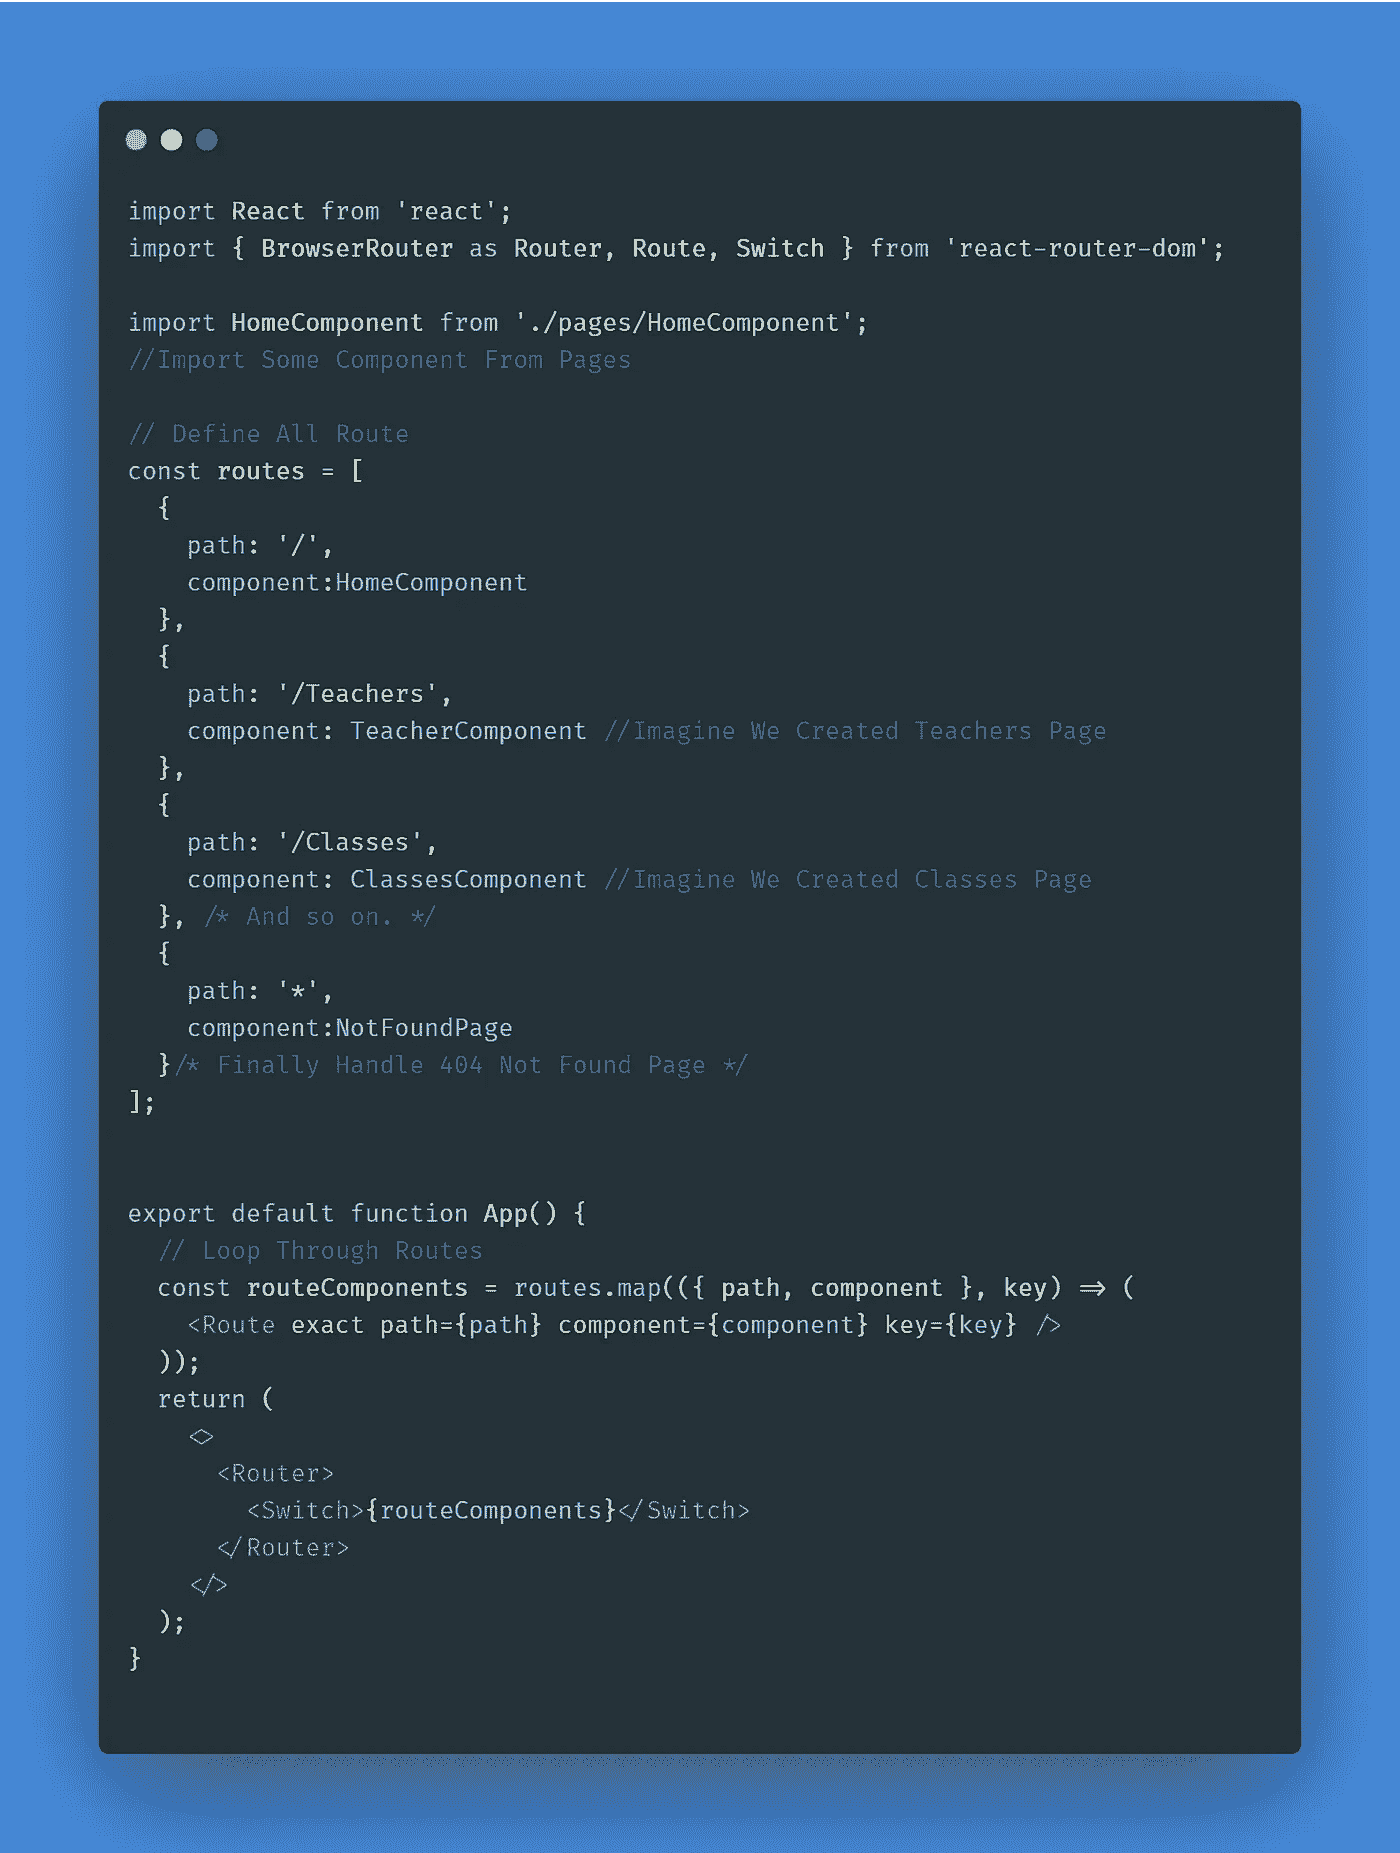 import React from 'react';
import { BrowserRouter as Router, Route, Switch } from 'react-router-dom';
import HomeComponent from './pages/HomeComponent';
//Import Some Component From Pages
// Define All Route
const routes = [
  {
    path: '/',
    component:HomeComponent
  },
  {
    path: '/Teachers',
    component: TeacherComponent //Imagine We Created Teachers Page
  },
  {
    path: '/Classes',
    component: ClassesComponent //Imagine We Created Classes Page
  }, /* And so on. */
  {
    path: '*',
    component:NotFoundPage
  }/* Finally Handle 404 Not Found Page */
];
export default function App() {
  // Loop Through Routes
  const routeComponents = routes.map(({ path, component }, key) => (
    <Route exact path={path} component={component} key={key} />
  ));
  return (
    <>
      <Router>
        <Switch>{routeComponents}</Switch>
      </Router>
    </>
  );
}